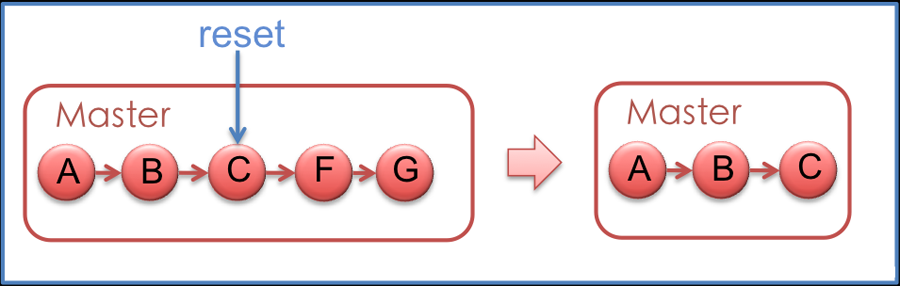 reset
Master
A B C F G
Master
A B C